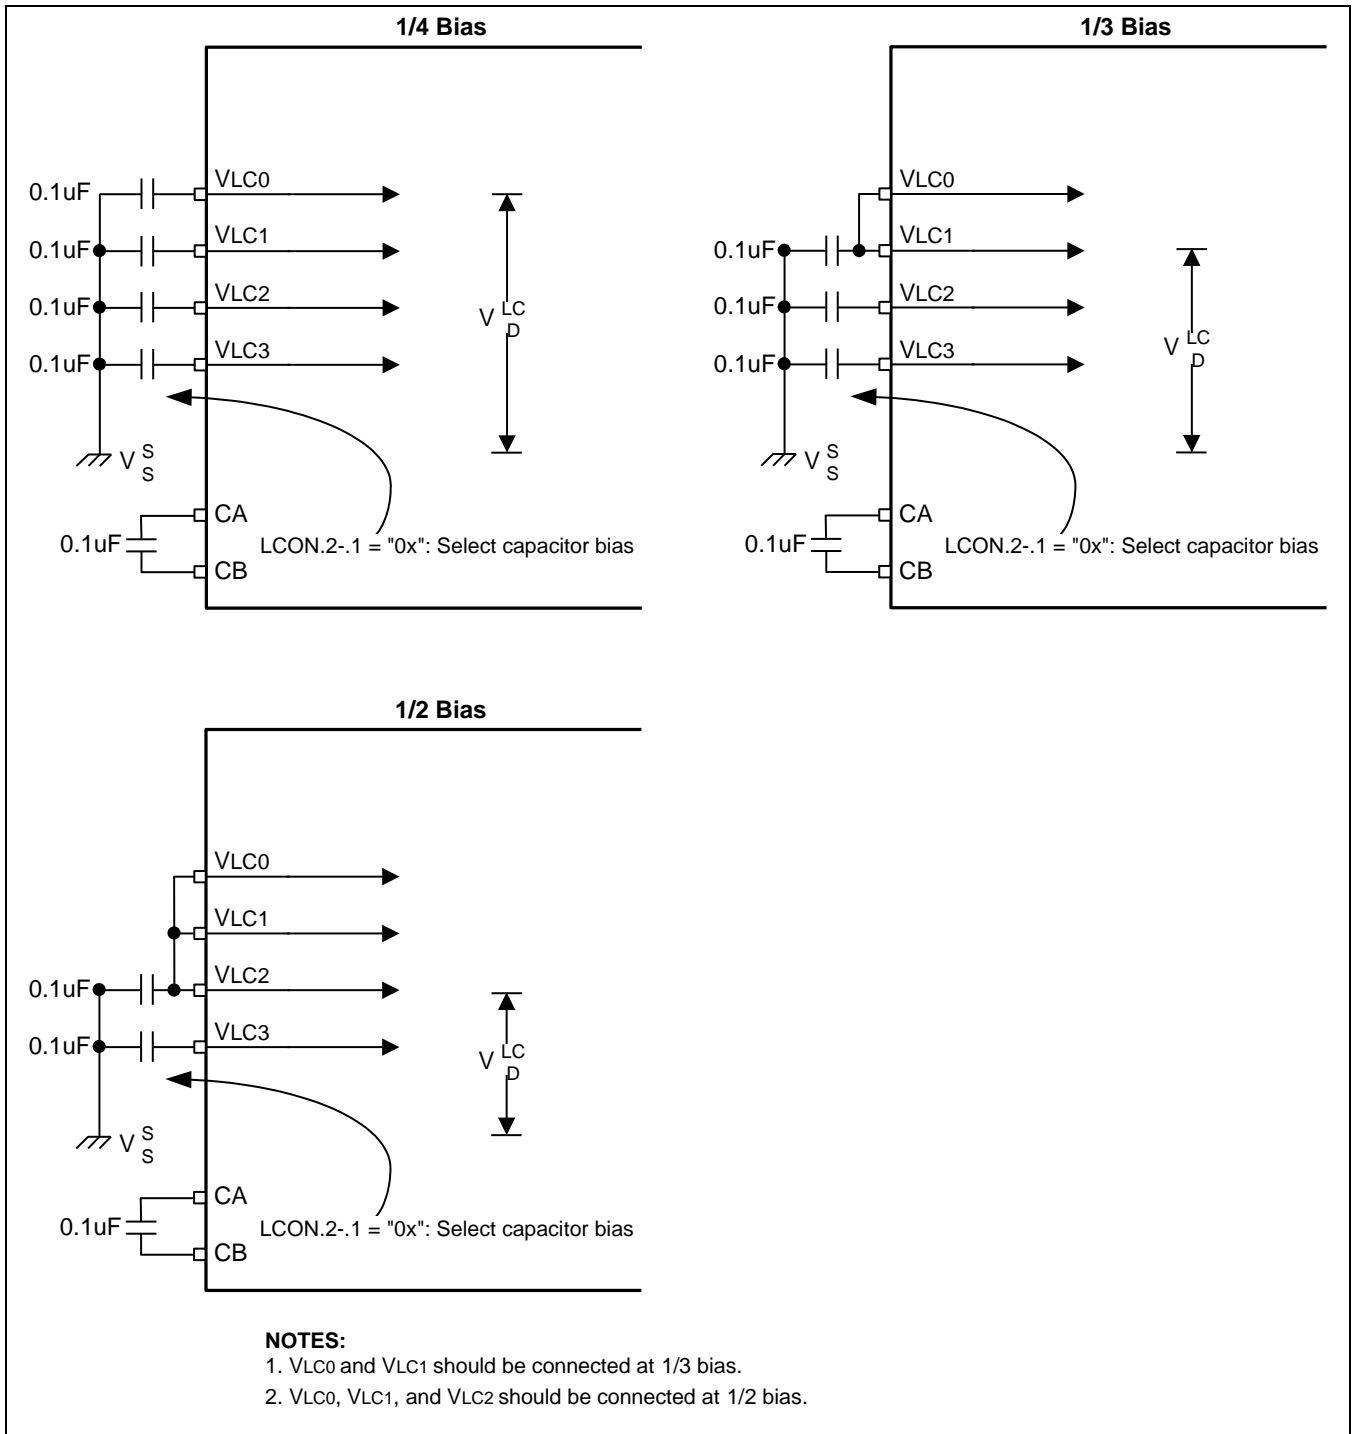 1/4 Bias
0.1uF
VLC0
0.1uF
VLC1
0.1uF
VLC2
0.1uF
VLC3
V LC
D
V S
S
CA
0.1uF
LCON.2-.1 = "0x": Select capacitor bias
CB
1/3 Bias
VLC0
0.1uF
VLC1
0.1uF
VLC2
0.1uF
VLC3
V LC
D
V S
S
CA
0.1uF
LCON.2-.1 = "0x": Select capacitor bias
CB
1/2 Bias
VLC0
VLC1
0.1uF
VLC2
0.1uF
VLC3
V LC
D
V S
S
CA
0.1uF
LCON.2-.1 = "0x": Select capacitor bias
CB
NOTES:
1. VLC0 and VLC1 should be connected at 1/3 bias.
2. VLC0, VLC1, and VLC2 should be connected at 1/2 bias.